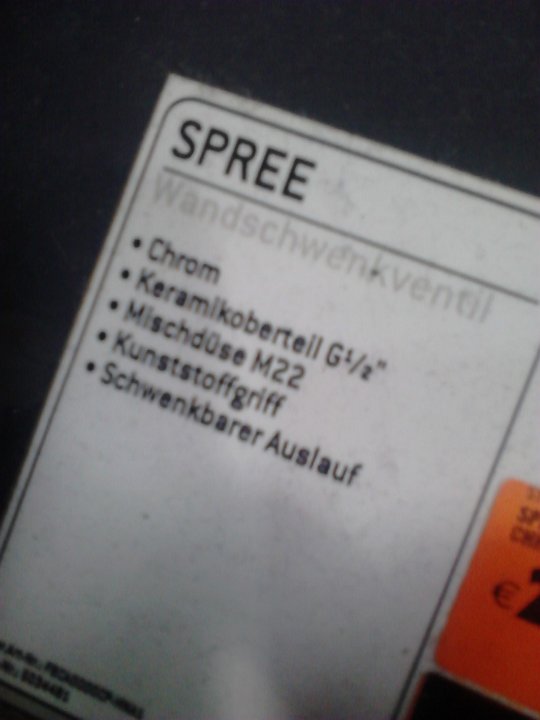 SPREE
Wandschwenkventil
• Chrom
• Keramikoberteil G½"
• Mischdüse M22
• Kunststoffgriff
• Schwenkbarer Auslauf
€